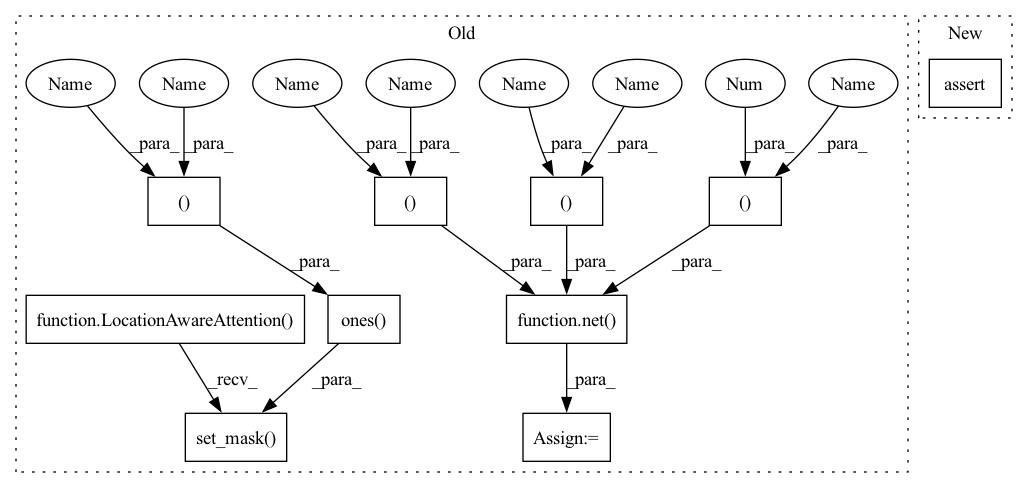 Old
New
Name
Name
Name
Name
Name
Name
Num
Name
assert
_para_
_para_
_para_
_para_
_para_
_para_
_para_
_para_
()
()
()
()
_para_
_para_
_para_
_para_
function.LocationAwareAttention()
ones()
function.net()
_recv_
_para_
_para_
set_mask()
Assign:=